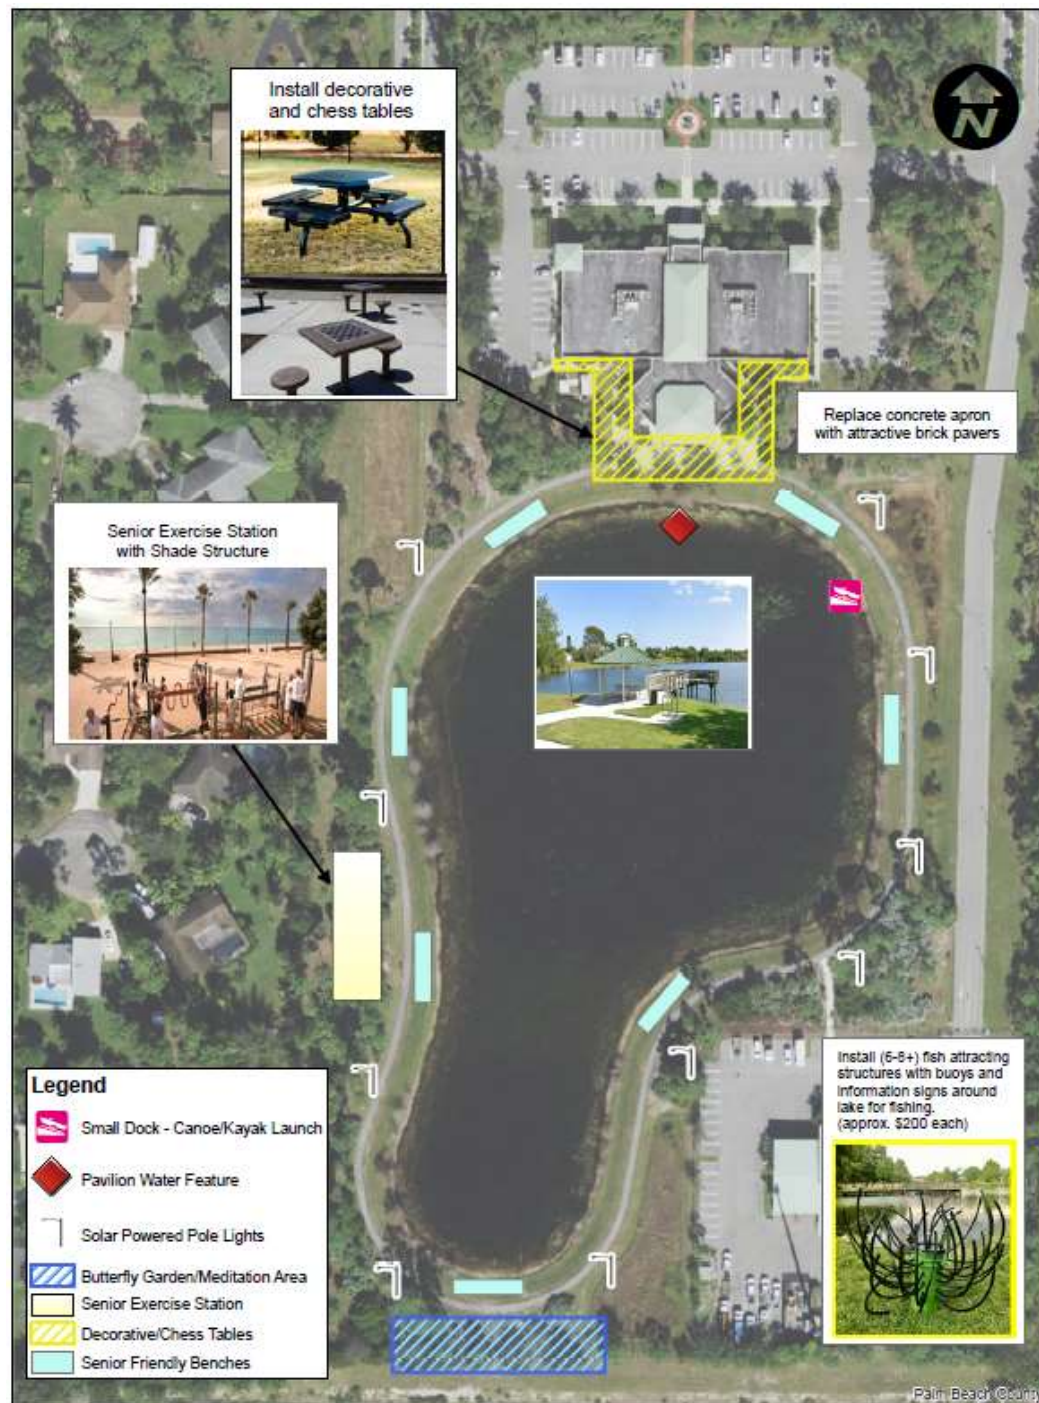 Install decorative
and chess tables
N
Replace concrete apron
with attractive brick pavers
Senior Exercise Station
with Shade Structure
Install (6-8+) fish attracting
structures with buoys and
information signs around
lake for fishing.
(approx. $200 each)
Legend
Small Dock - Canoe/Kayak Launch
Pavilion Water Feature
Solar Powered Pole Lights
Butterfly Garden/Meditation Area
Senior Exercise Station
Decorative/Chess Tables
Senior Friendly Benches
Palm Beach County